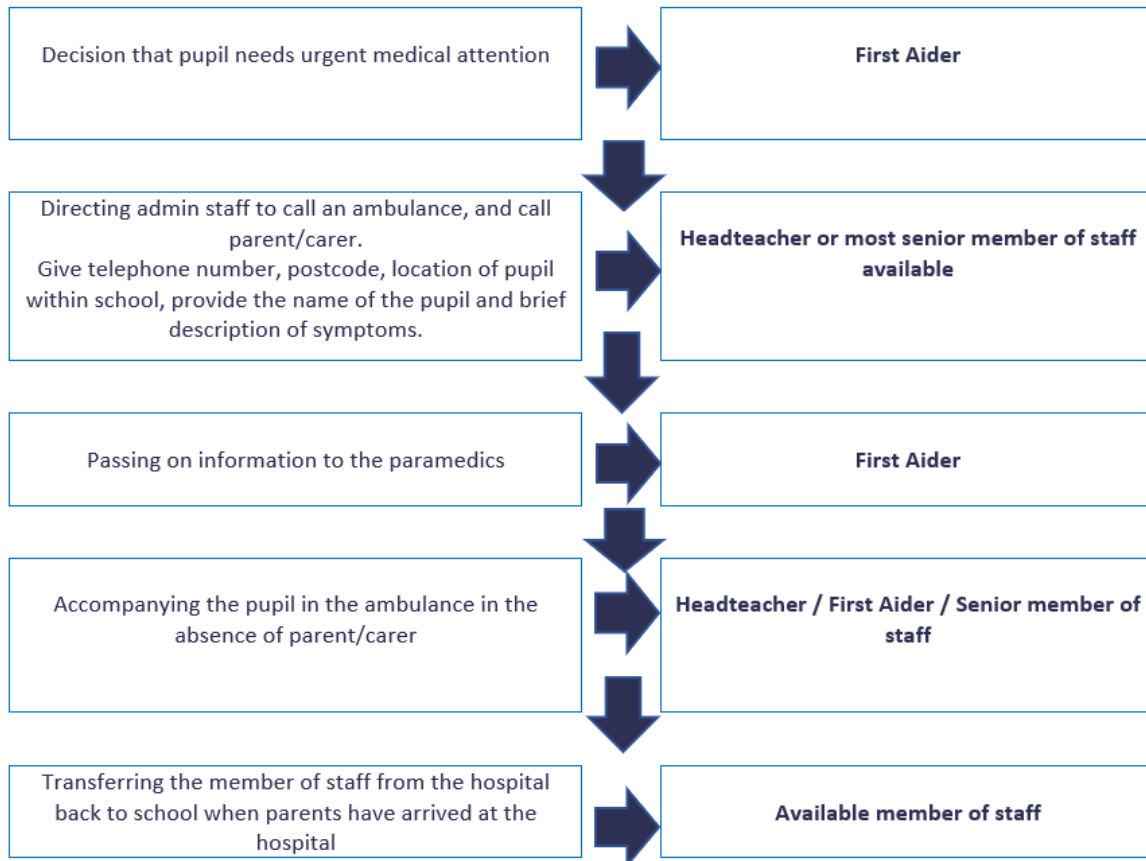 Decision that pupil needs urgent medical attention
First Aider
Directing admin staff to call an ambulance, and call
parent/carer.
Give telephone number, postcode, location of pupil
within school, provide the name of the pupil and brief
description of symptoms.
Headteacher or most senior member of staff
available
Passing on information to the paramedics
First Aider
Accompanying the pupil in the ambulance in the
absence of parent/carer
Headteacher / First Aider / Senior member of
staff
Transferring the member of staff from the hospital
back to school when parents have arrived at the
hospital
Available member of staff